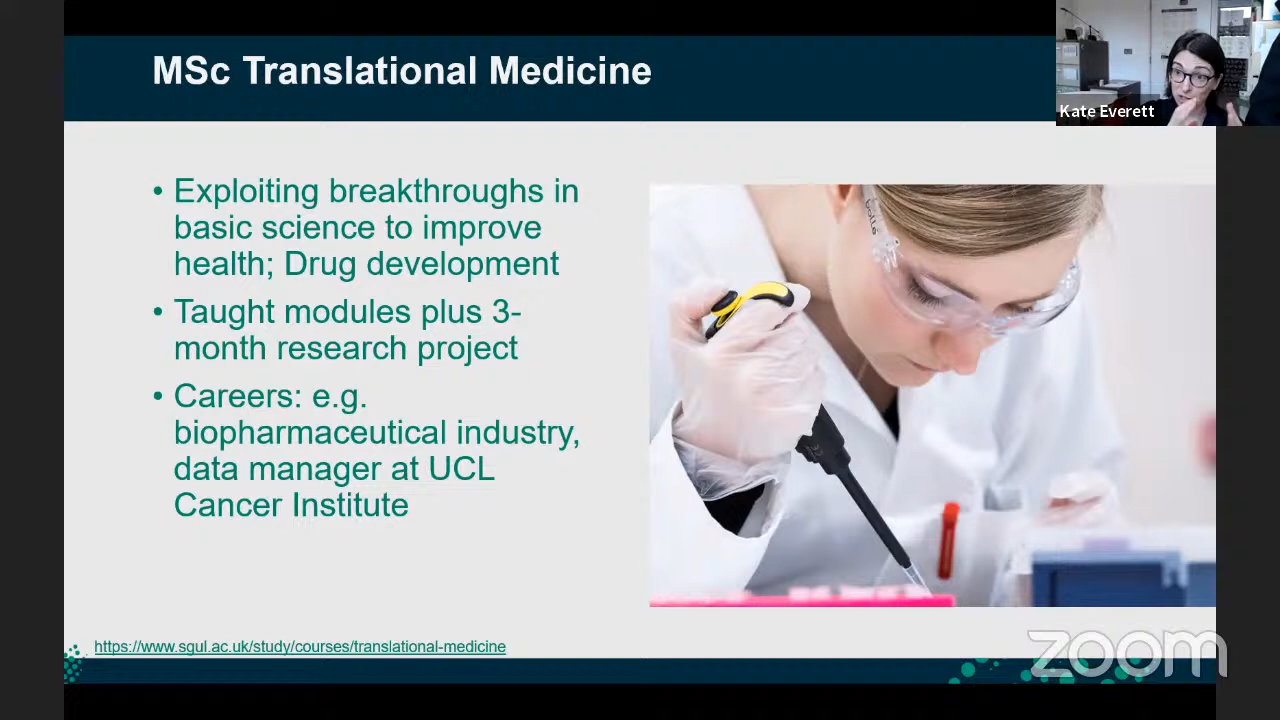 MSc Translational Medicine
Kate Everett
• Exploiting breakthroughs in
basic science to improve
health; Drug development
• Taught modules plus 3-
month research project
• Careers: e.g.
biopharmaceutical industry,
data manager at UCL
Cancer Institute
bollé
https://www.sgul.ac.uk/study/courses/translational-medicine
zoom